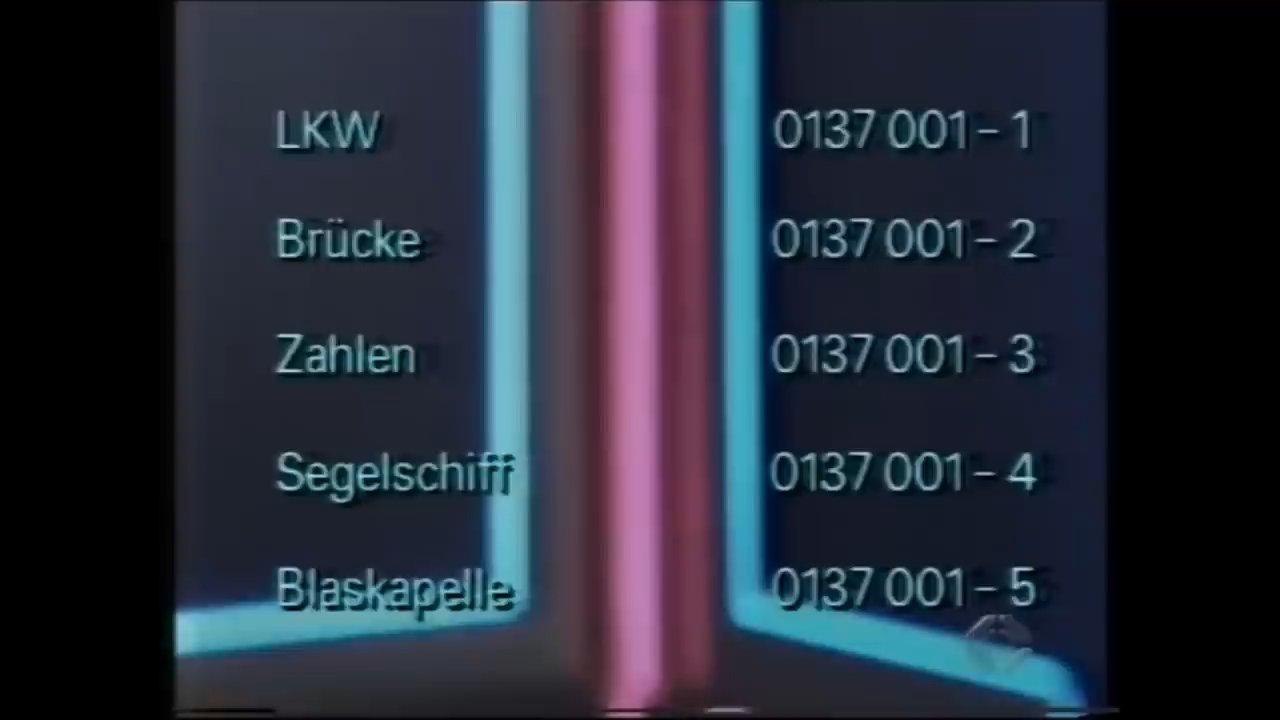 LKW 0137 001 – 1
Brücke 0137 001 – 2
Zahlen 0137 001 – 3
Segelschiff 0137 001 – 4
Blaskapelle 0137 001 – 5